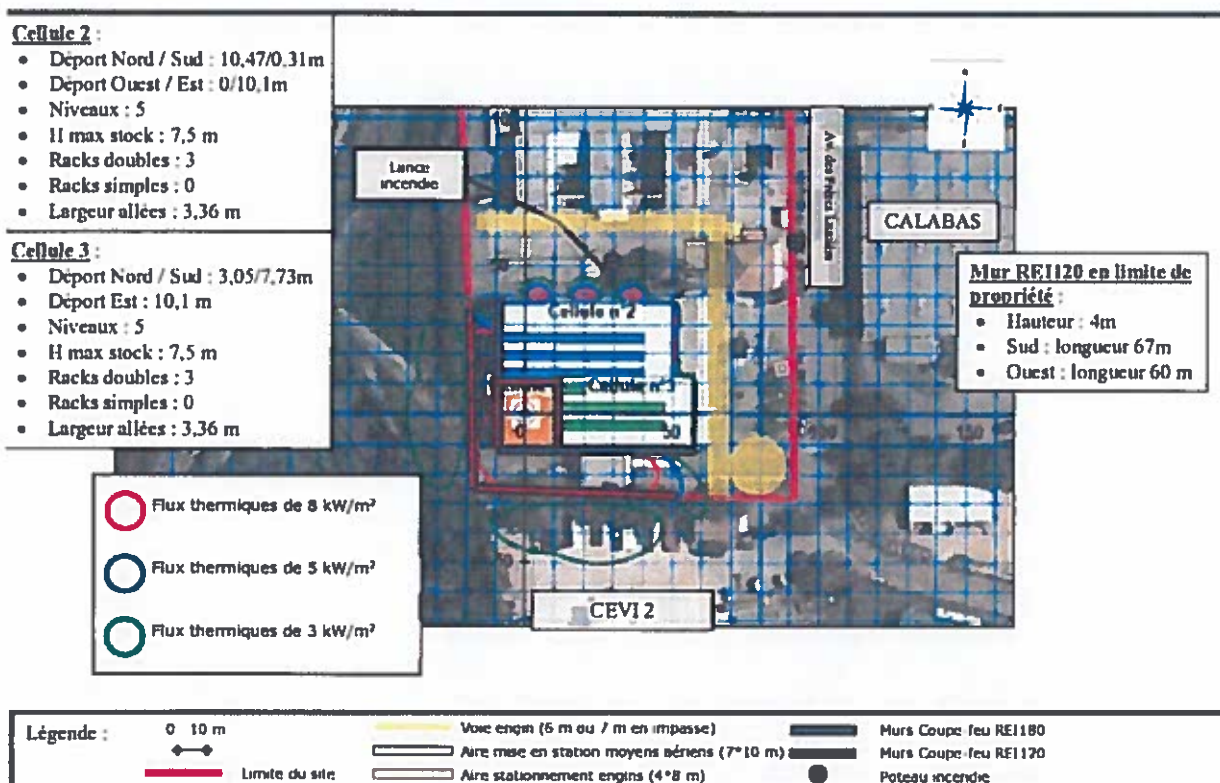 Cellule 2 :
• Déport Nord / Sud : 10,47/0,31m
• Déport Ouest / Est : 0/10,1m
• Niveaux : 5
• H max stock : 7,5 m
• Racks doubles : 3
• Racks simples : 0
• Largeur allées : 3,36 m
Cellule 3 :
• Déport Nord / Sud : 3,05/7,73m
• Déport Est : 10,1 m
• Niveaux : 5
• H max stock : 7,5 m
• Racks doubles : 3
• Racks simples : 0
• Largeur allées : 3,36 m
Lance
incendie
CALABAS
Mur REI120 en limite de
propriété :
• Hauteur : 4m
• Sud : longueur 67m
• Ouest : longueur 60 m
Cellule n°2
0
50
Flux thermiques de 8 kW/m²
Flux thermiques de 5 kW/m²
Flux thermiques de 3 kW/m²
CEVI 2
Légende :
0 10 m
Limite du site
Voie engin (6 m ou 7 m en impasse)
Aire mise en station moyens aériens (7*10 m)
Aire stationnement engins (4*8 m)
Murs Coupe-feu REI180
Murs Coupe-feu REI120
Poteau incendie